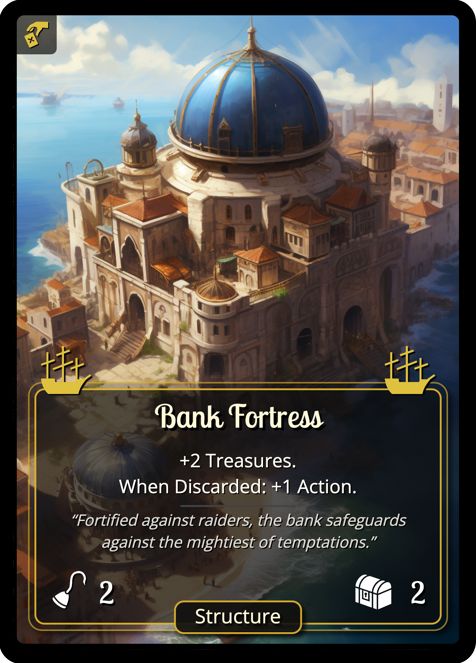 Bank Fortress
+2 Treasures.
When Discarded: +1 Action.
“Fortified against raiders, the bank safeguards
against the mightiest of temptations.”
2
2
Structure